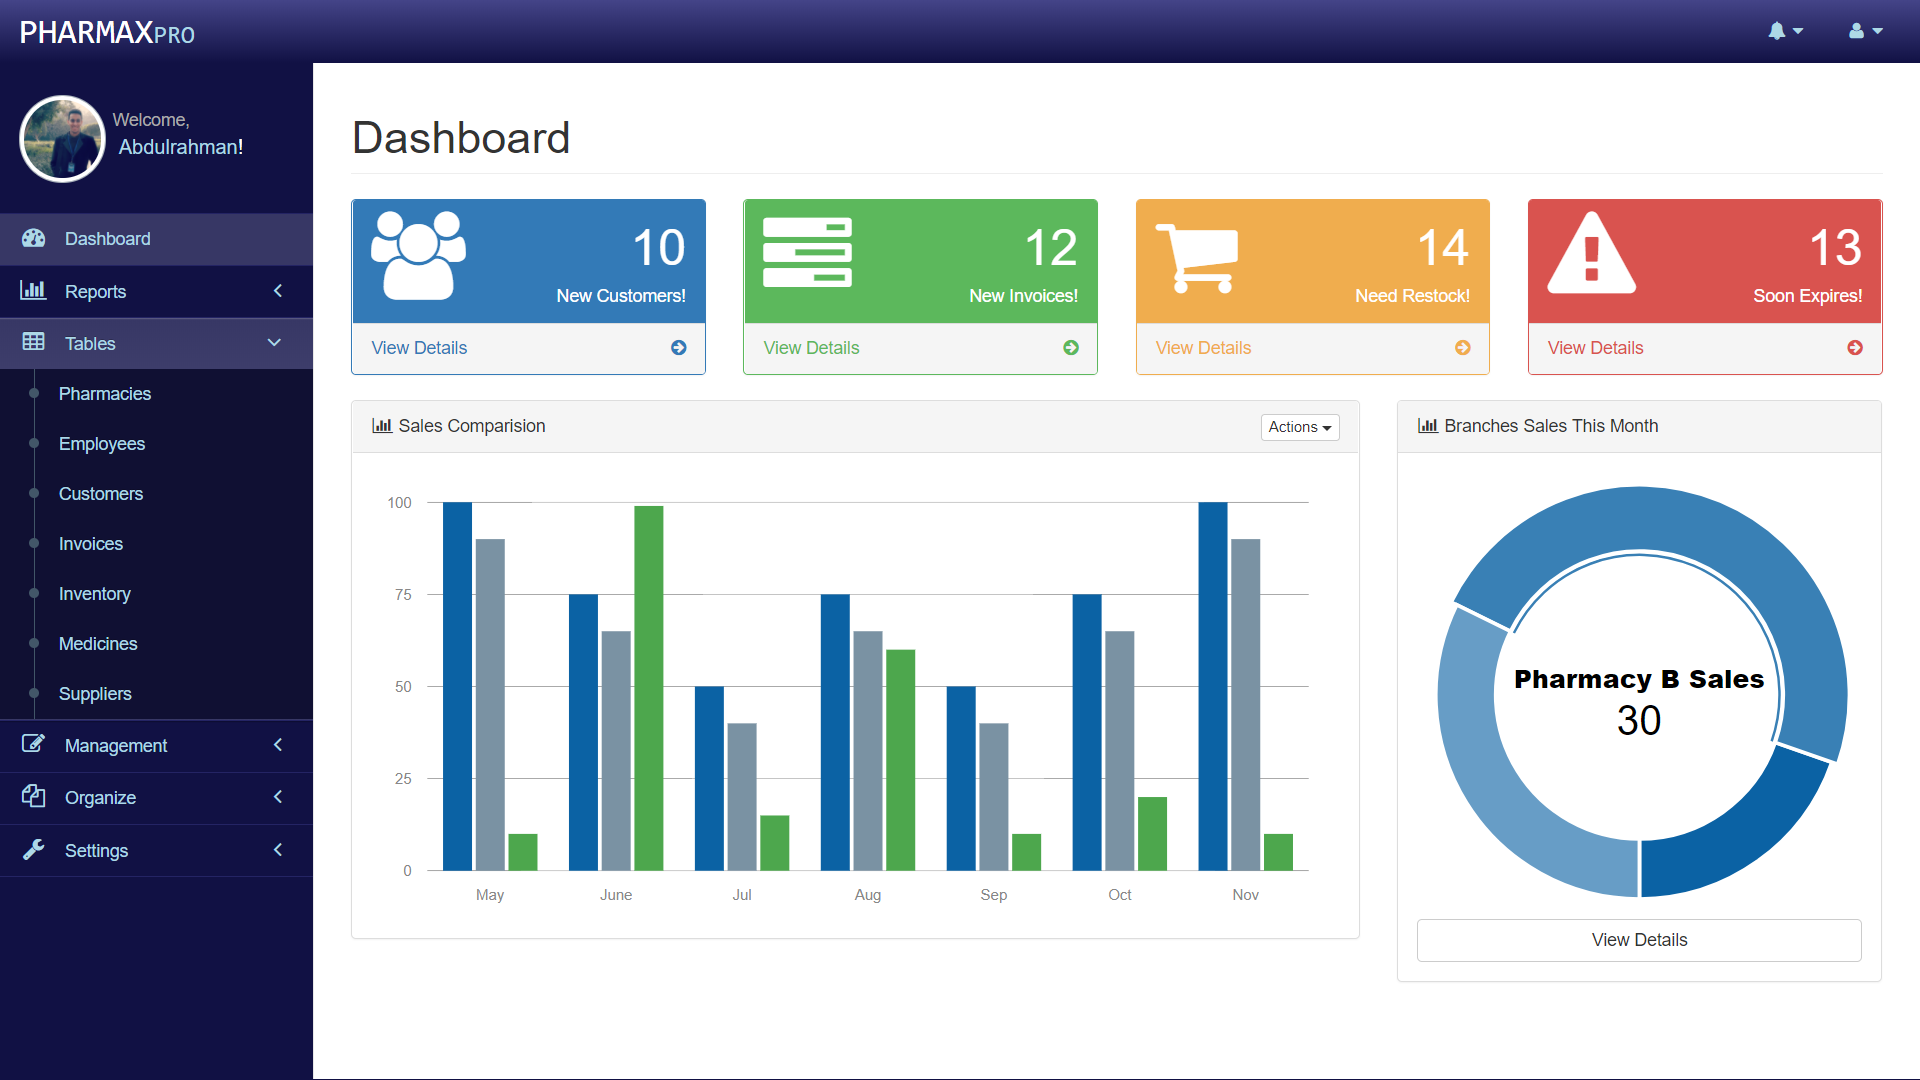 PHARMAXPRO
Welcome,
Abdulrahman!
Dashboard
Reports
Tables
Pharmacies
Employees
Customers
Invoices
Inventory
Medicines
Suppliers
Management
Organize
Settings
Dashboard
10
New Customers!
View Details
12
New Invoices!
View Details
14
Need Restock!
View Details
13
Soon Expires!
View Details
Sales Comparision
Actions
100
75
50
25
0
May June Jul Aug Sep Oct Nov
Branches Sales This Month
Pharmacy B Sales
30
View Details